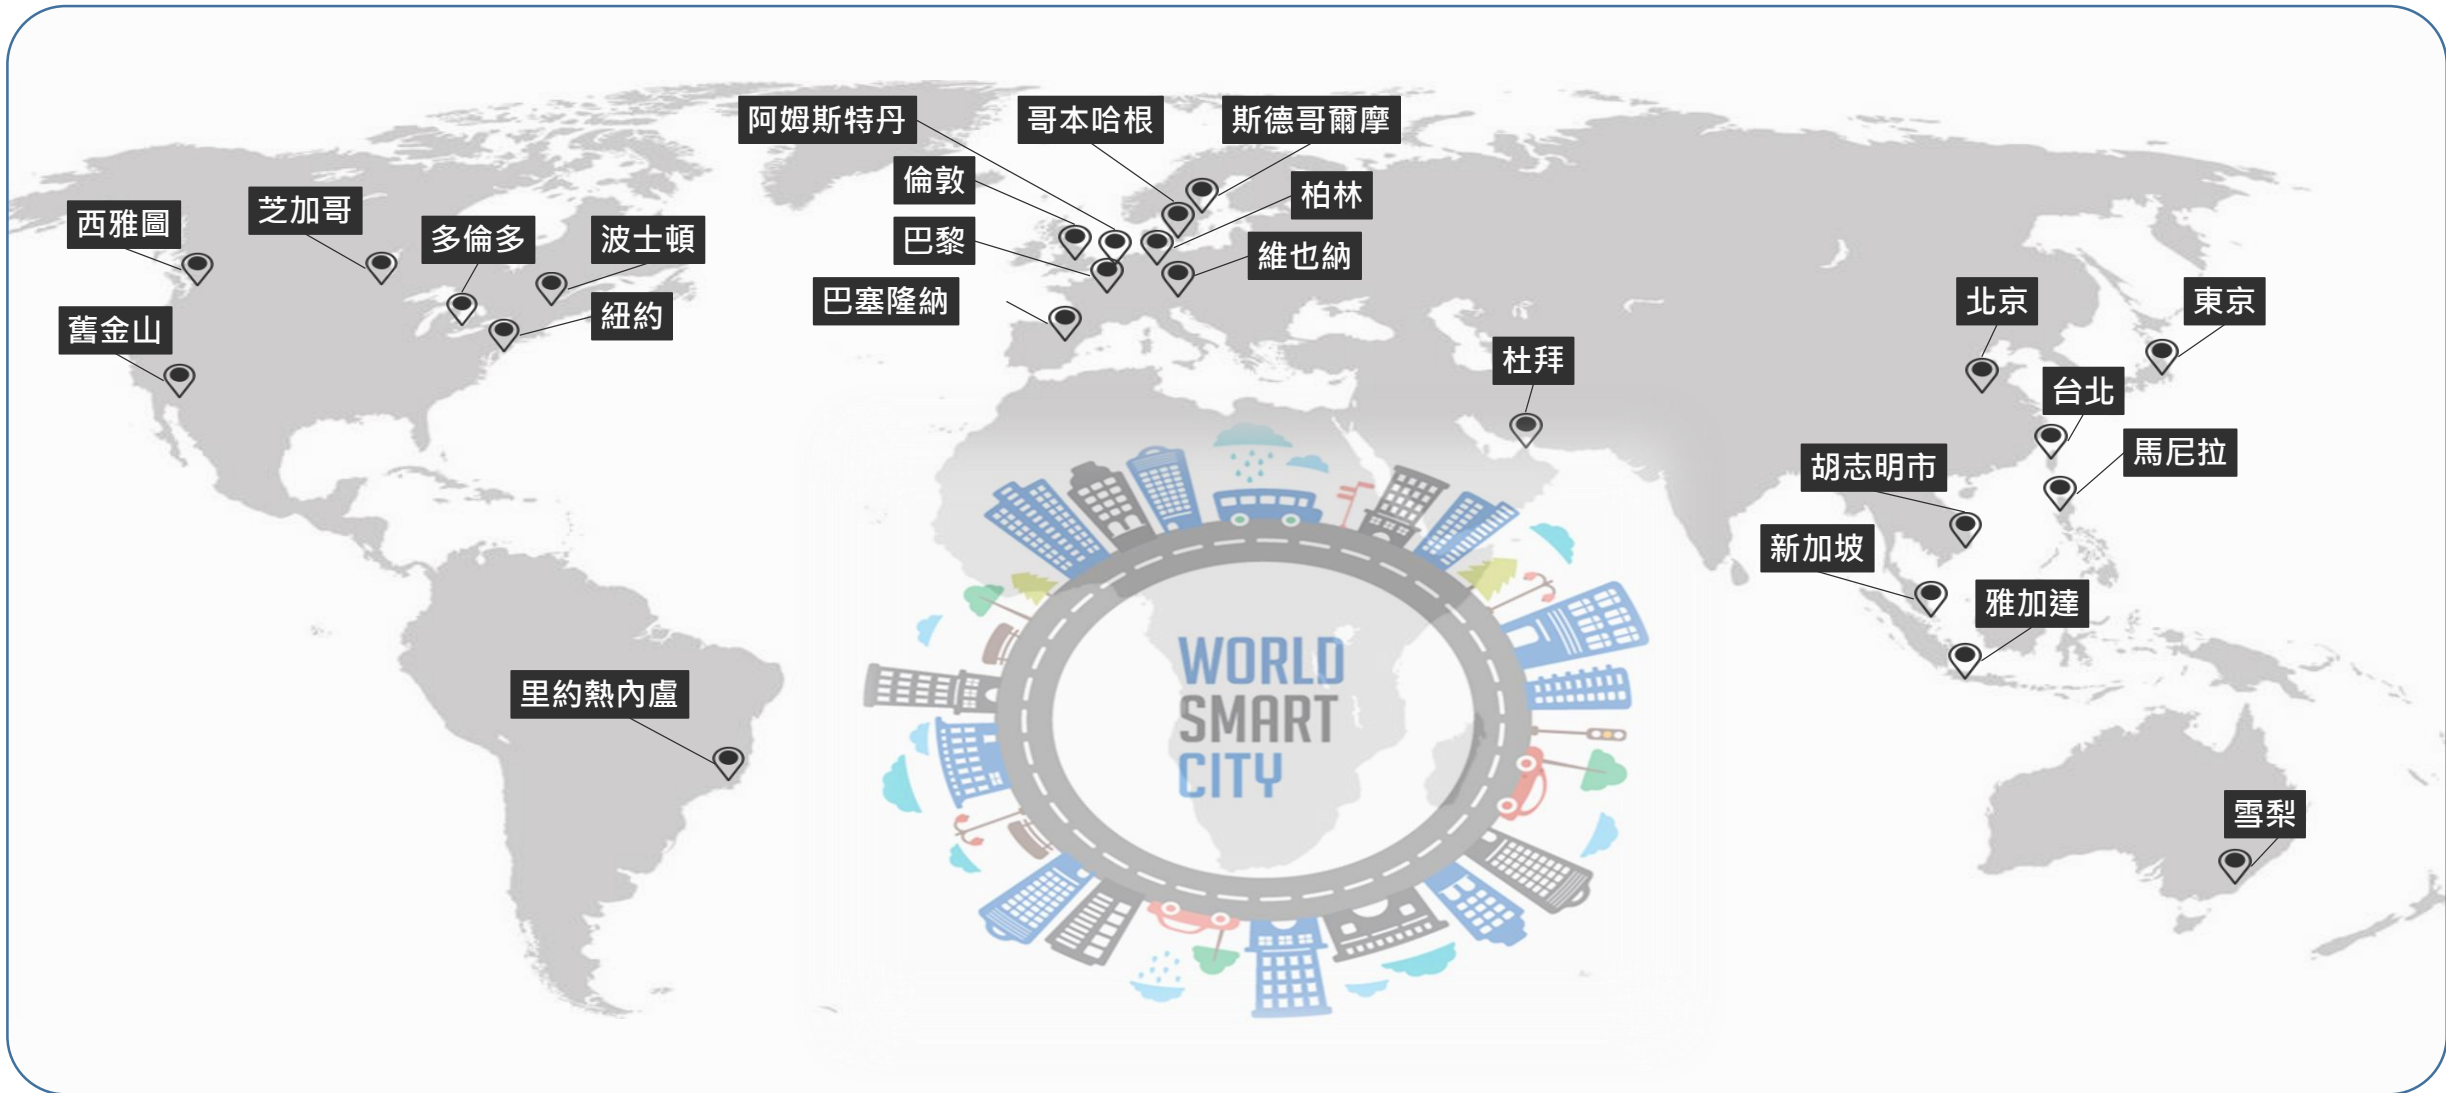 阿姆斯特丹
哥本哈根
斯德哥爾摩
倫敦
柏林
西雅圖
芝加哥
多倫多
波士頓
巴黎
維也納
舊金山
紐約
巴塞隆納
北京
東京
杜拜
台北
胡志明市
馬尼拉
新加坡
雅加達
里約熱內盧
WORLD
SMART
CITY
雪梨